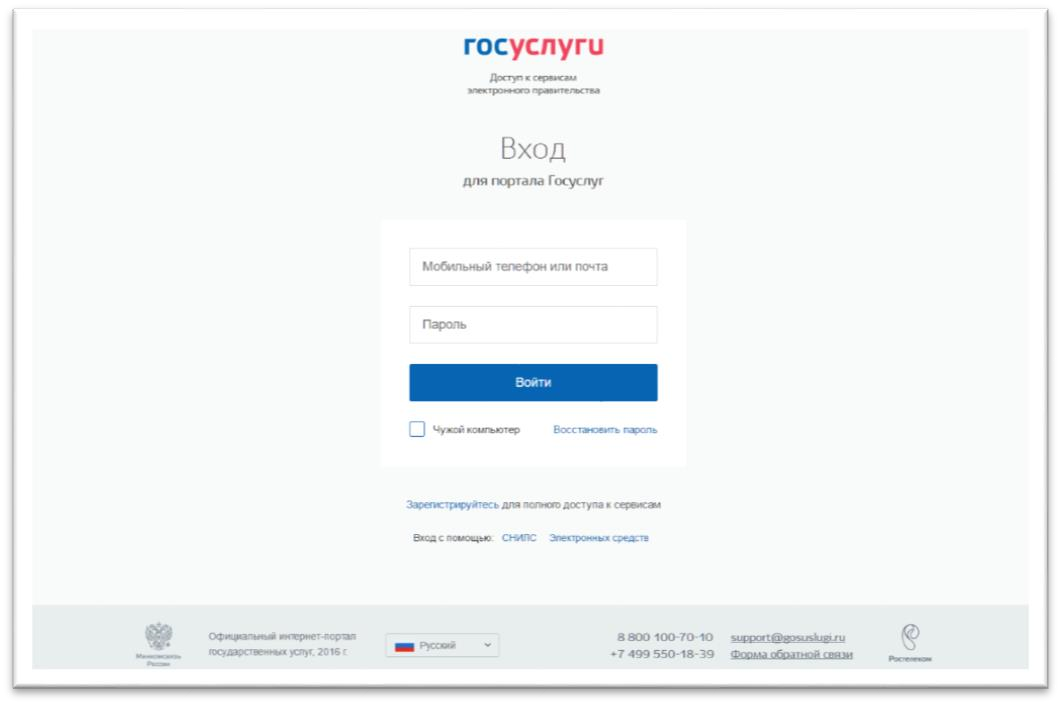 госуслуги
Доступ к сервисам
электронного правительства
Вход
для портала Госуслуг
Мобильный телефон или почта
Пароль
Войти
Чужой компьютер Восстановить пароль
Зарегистрируйтесь для полного доступа к сервисам
Вход с помощью: СНИЛС Электронных средств
Минкомсвязь
России
Официальный интернет-портал
государственных услуг, 2016 г.
Русский
8 800 100-70-10
+7 499 550-18-39
support@gosuslugi.ru
Форма обратной связи
Ростелеком